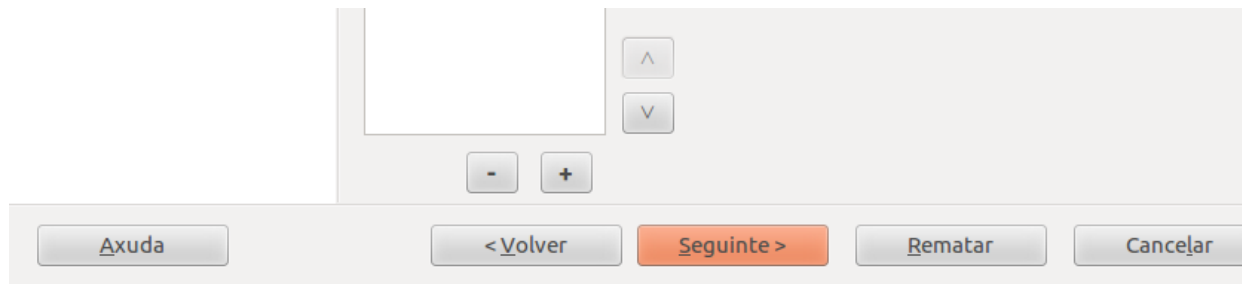 ∧
∨
- +
Axuda < Volver Seguinte > Rematar Cancelar